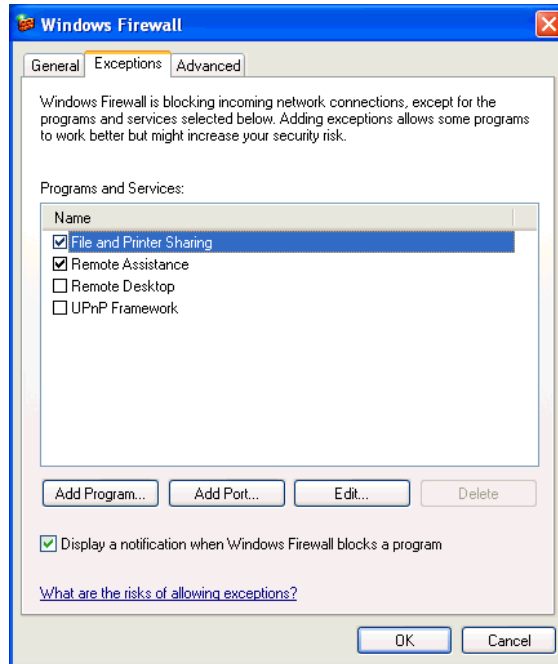 Windows Firewall
General Exceptions Advanced
Windows Firewall is blocking incoming network connections, except for the
programs and services selected below. Adding exceptions allows some programs
to work better but might increase your security risk.
Programs and Services:
Name
File and Printer Sharing
Remote Assistance
Remote Desktop
UPnP Framework
Add Program... Add Port... Edit... Delete
Display a notification when Windows Firewall blocks a program
What are the risks of allowing exceptions?
OK Cancel